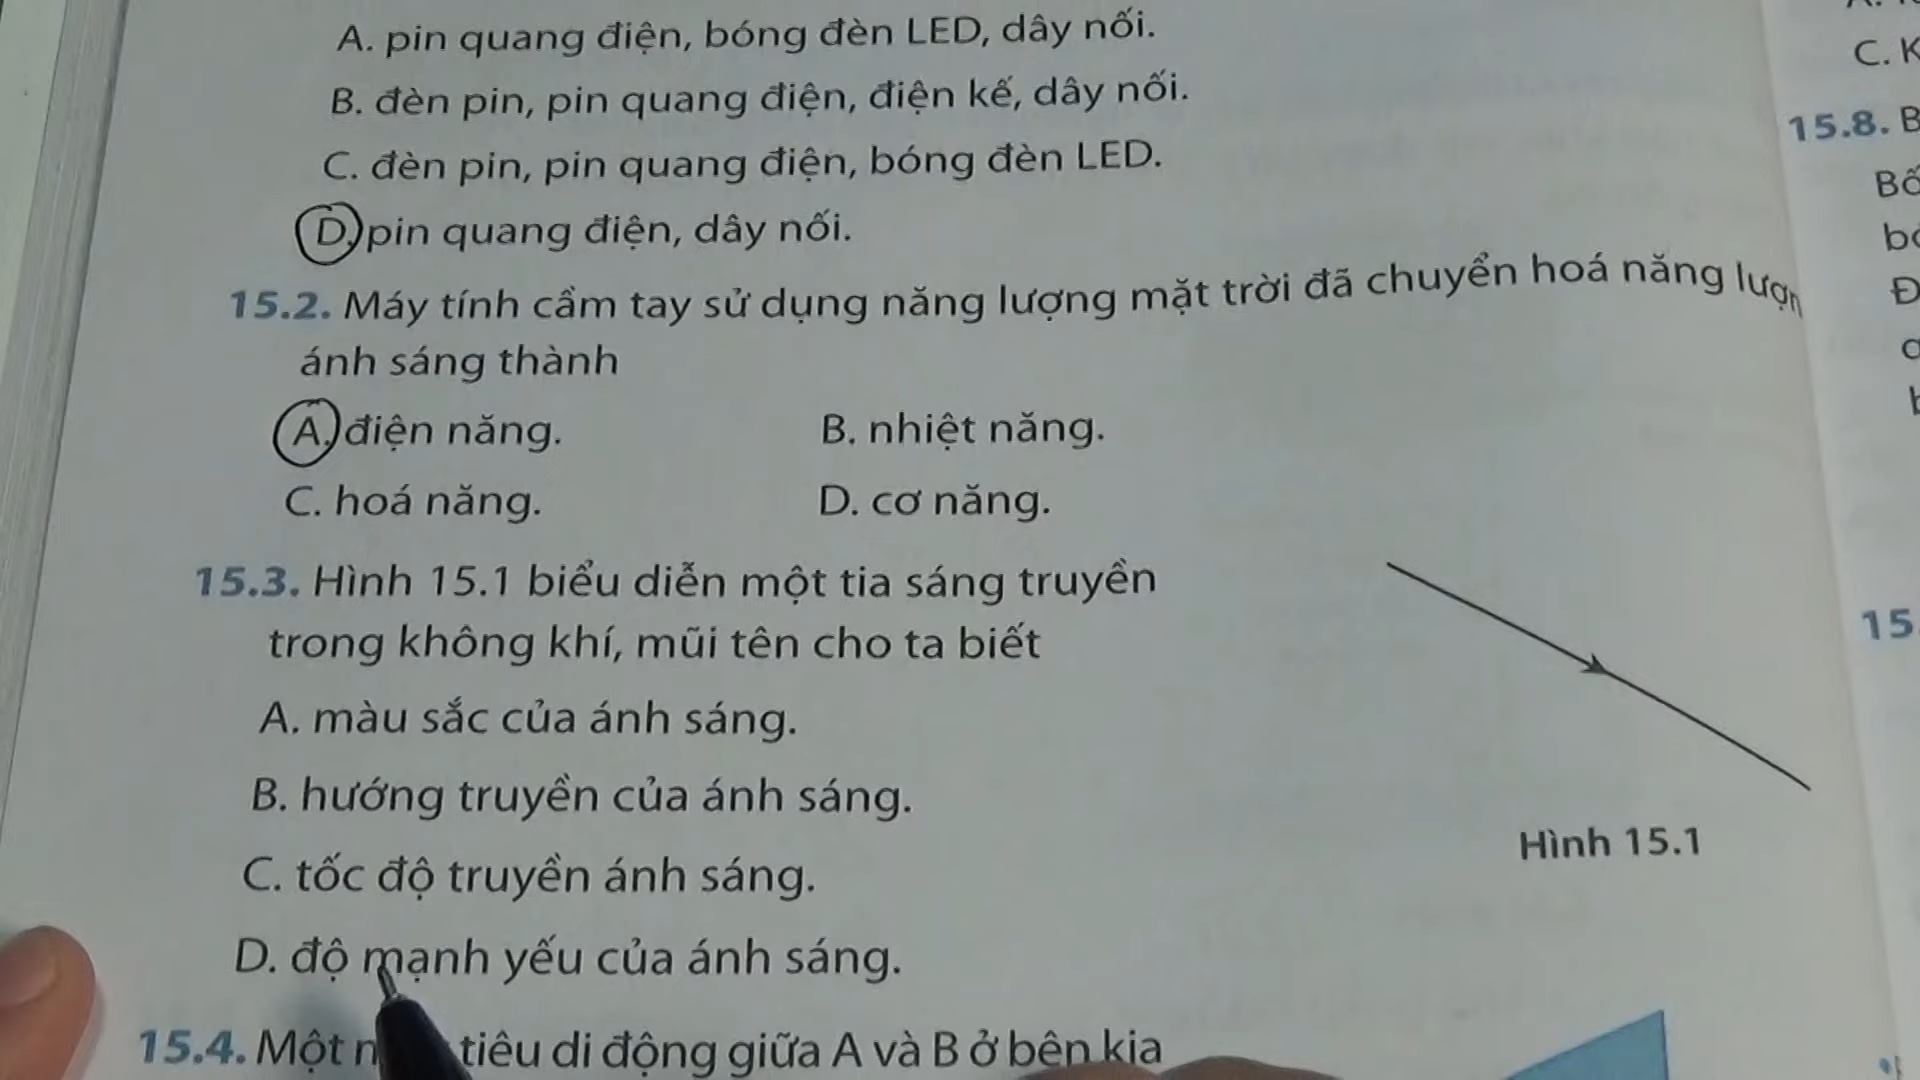 A. pin quang điện, bóng đèn LED, dây nối.
B. đèn pin, pin quang điện, điện kế, dây nối.
C. đèn pin, pin quang điện, bóng đèn LED.
D. pin quang điện, dây nối.
15.2. Máy tính cầm tay sử dụng năng lượng mặt trời đã chuyển hoá năng lượn
ánh sáng thành
A. điện năng.
B. nhiệt năng.
C. hoá năng.
D. cơ năng.
15.3. Hình 15.1 biểu diễn một tia sáng truyền
trong không khí, mũi tên cho ta biết
A. màu sắc của ánh sáng.
B. hướng truyền của ánh sáng.
C. tốc độ truyền ánh sáng.
D. độ mạnh yếu của ánh sáng.
Hình 15.1
15.4. Một tiêu di động giữa A và B ở bên kia
C. K
15.8. B
Bố
Đ
15.